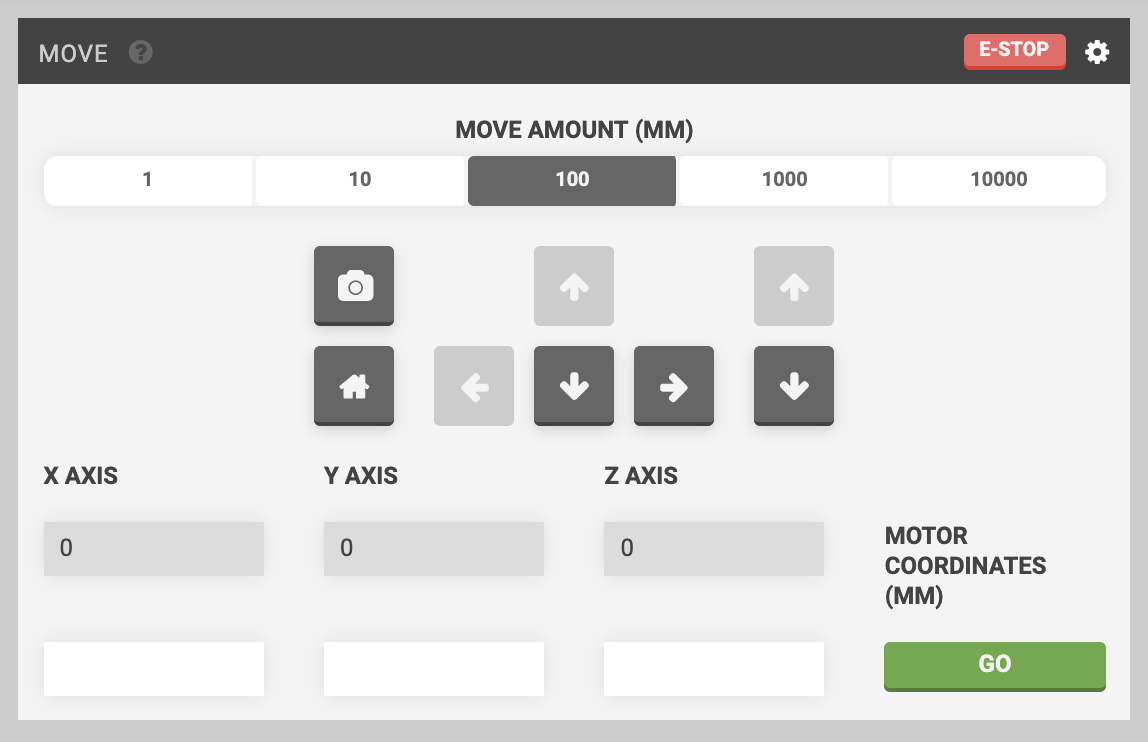 MOVE ?
E-STOP
MOVE AMOUNT (MM)
1
10
100
1000
10000
X AXIS
Y AXIS
Z AXIS
0
0
0
MOTOR
COORDINATES
(MM)
GO